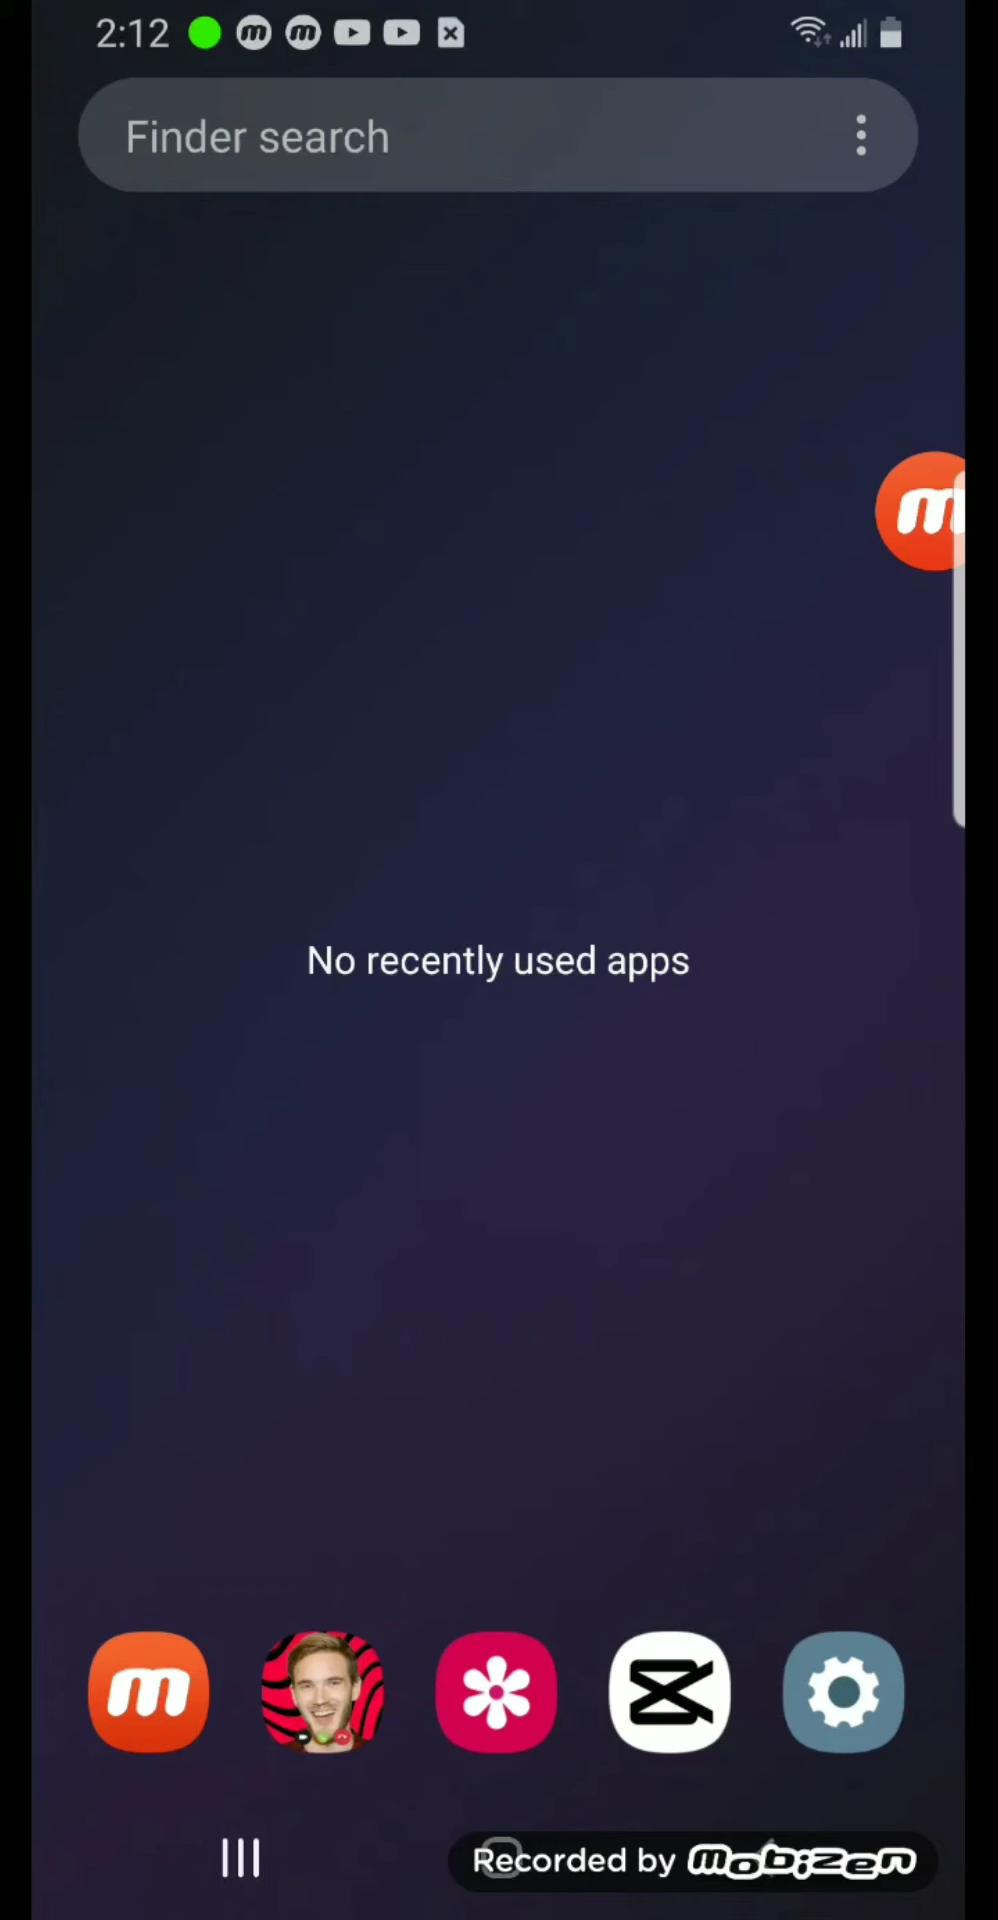 2:12
Finder search
m
No recently used apps
m
Recorded by mobizen